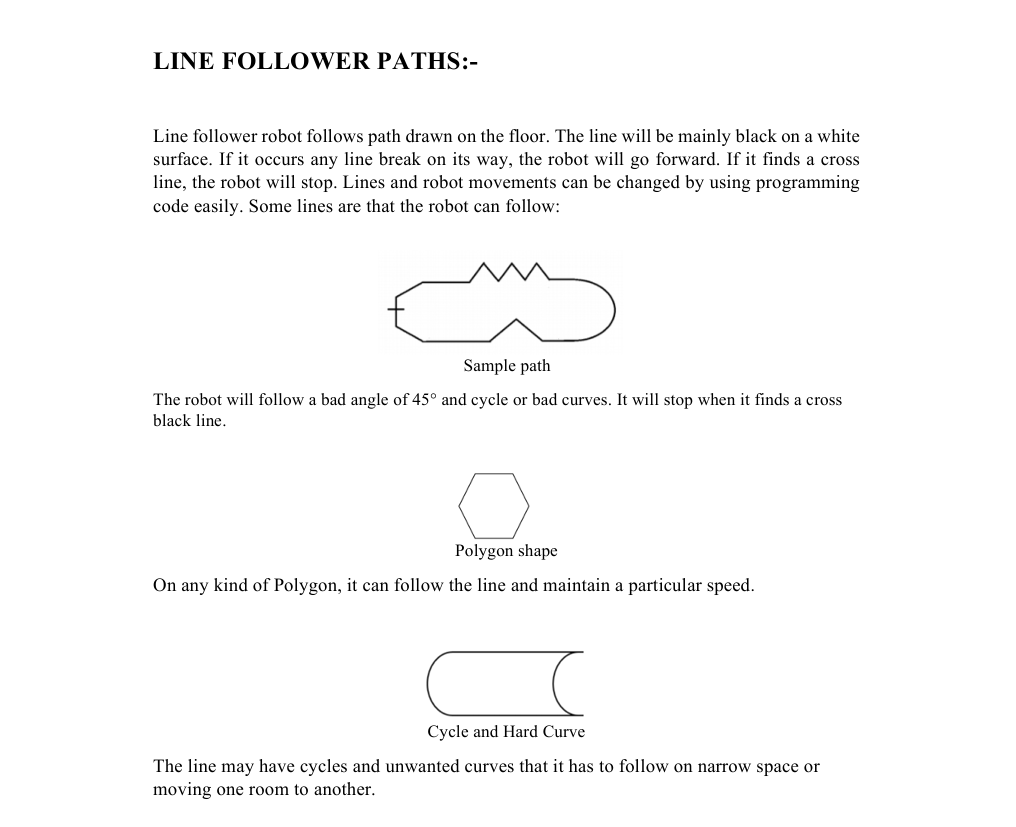 LINE FOLLOWER PATHS:-
Line follower robot follows path drawn on the floor. The line will be mainly black on a white
surface. If it occurs any line break on its way, the robot will go forward. If it finds a cross
line, the robot will stop. Lines and robot movements can be changed by using programming
code easily. Some lines are that the robot can follow:
Sample path
The robot will follow a bad angle of 45° and cycle or bad curves. It will stop when it finds a cross
black line.
Polygon shape
On any kind of Polygon, it can follow the line and maintain a particular speed.
Cycle and Hard Curve
The line may have cycles and unwanted curves that it has to follow on narrow space or
moving one room to another.